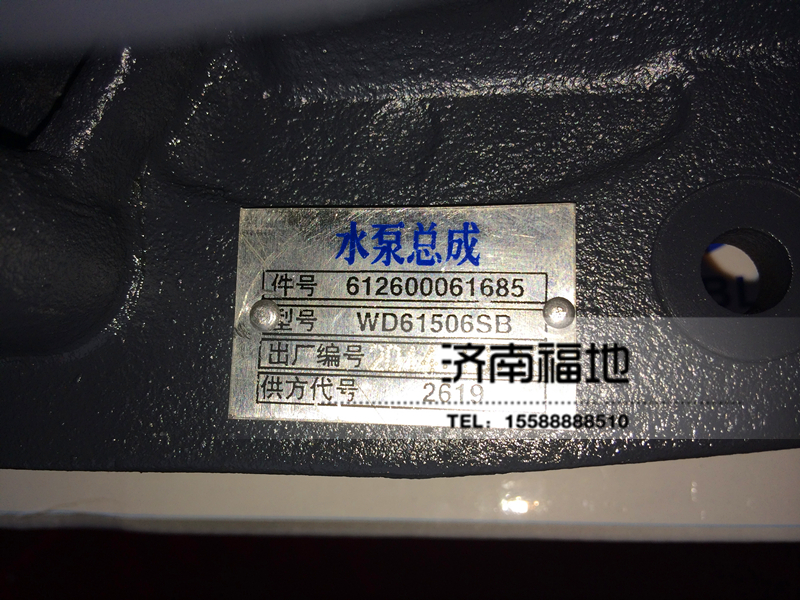 水泵总成
件号 612600061685
型号 WD61506SB
出厂编号
供方代号 2619
济南福地
TEL: 15588888510